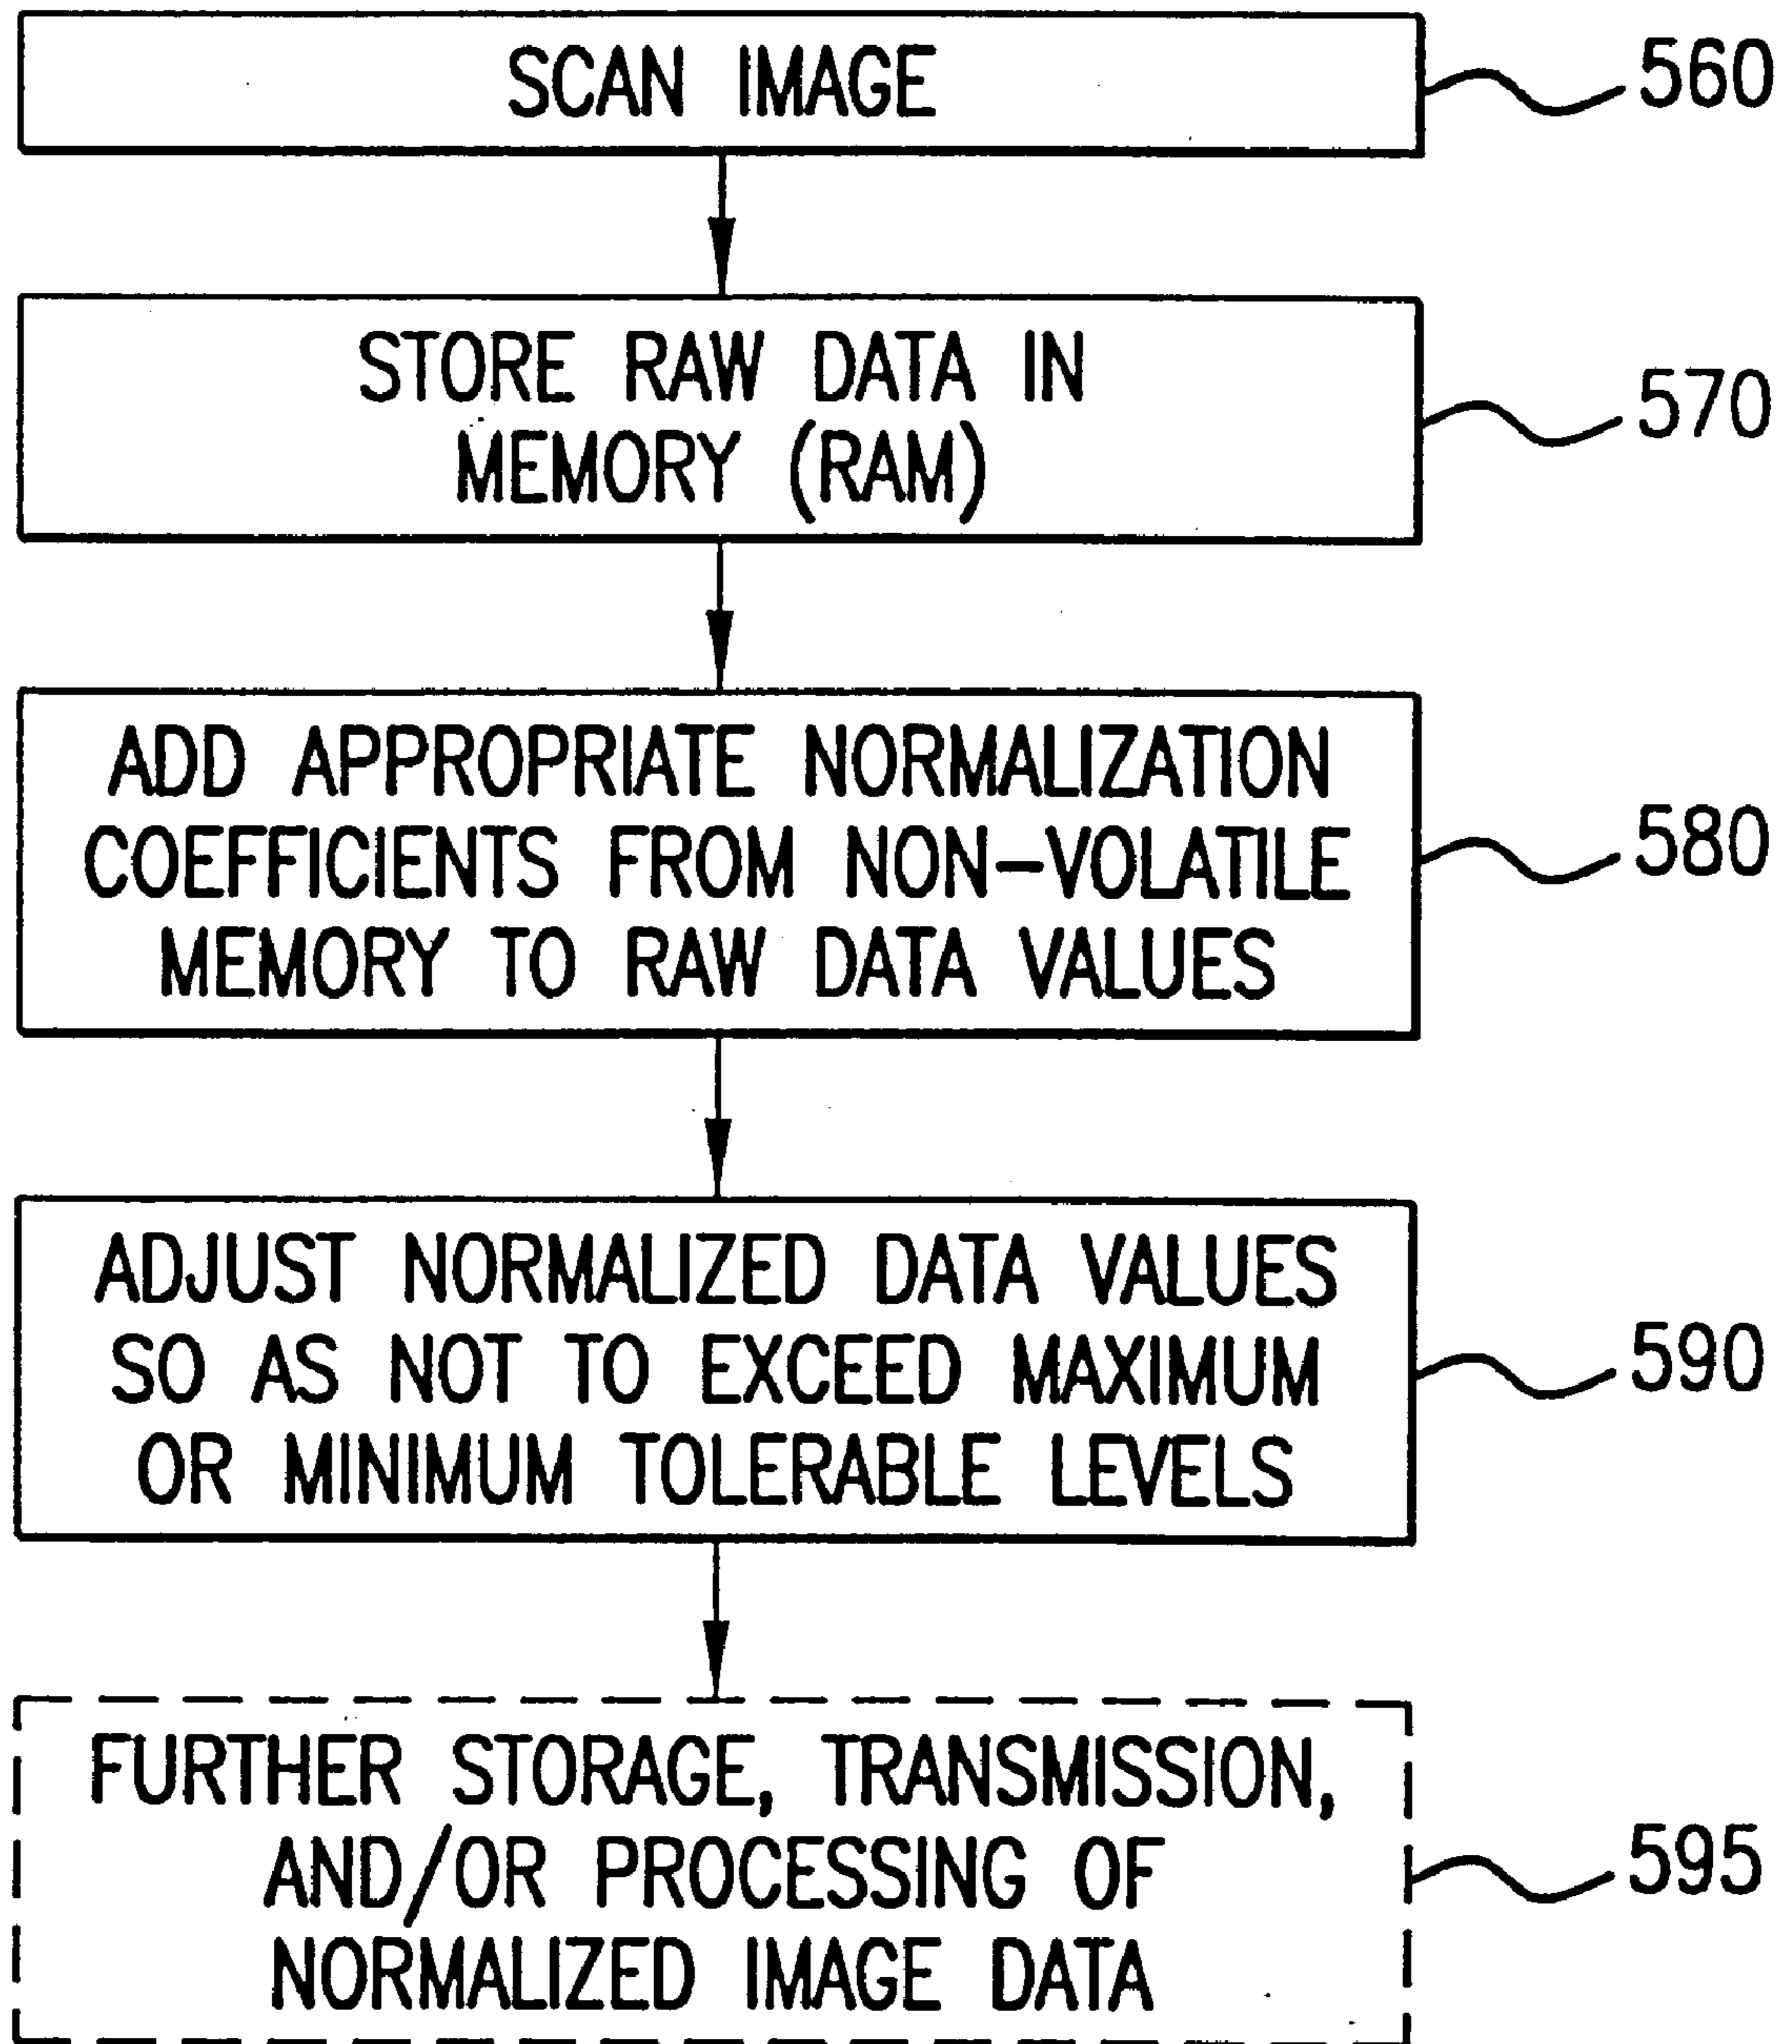 SCAN IMAGE
560
STORE RAW DATA IN
MEMORY (RAM)
570
ADD APPROPRIATE NORMALIZATION
COEFFICIENTS FROM NON-VOLATILE
MEMORY TO RAW DATA VALUES
580
ADJUST NORMALIZED DATA VALUES
SO AS NOT TO EXCEED MAXIMUM
OR MINIMUM TOLERABLE LEVELS
590
FURTHER STORAGE, TRANSMISSION,
AND/OR PROCESSING OF
NORMALIZED IMAGE DATA
595